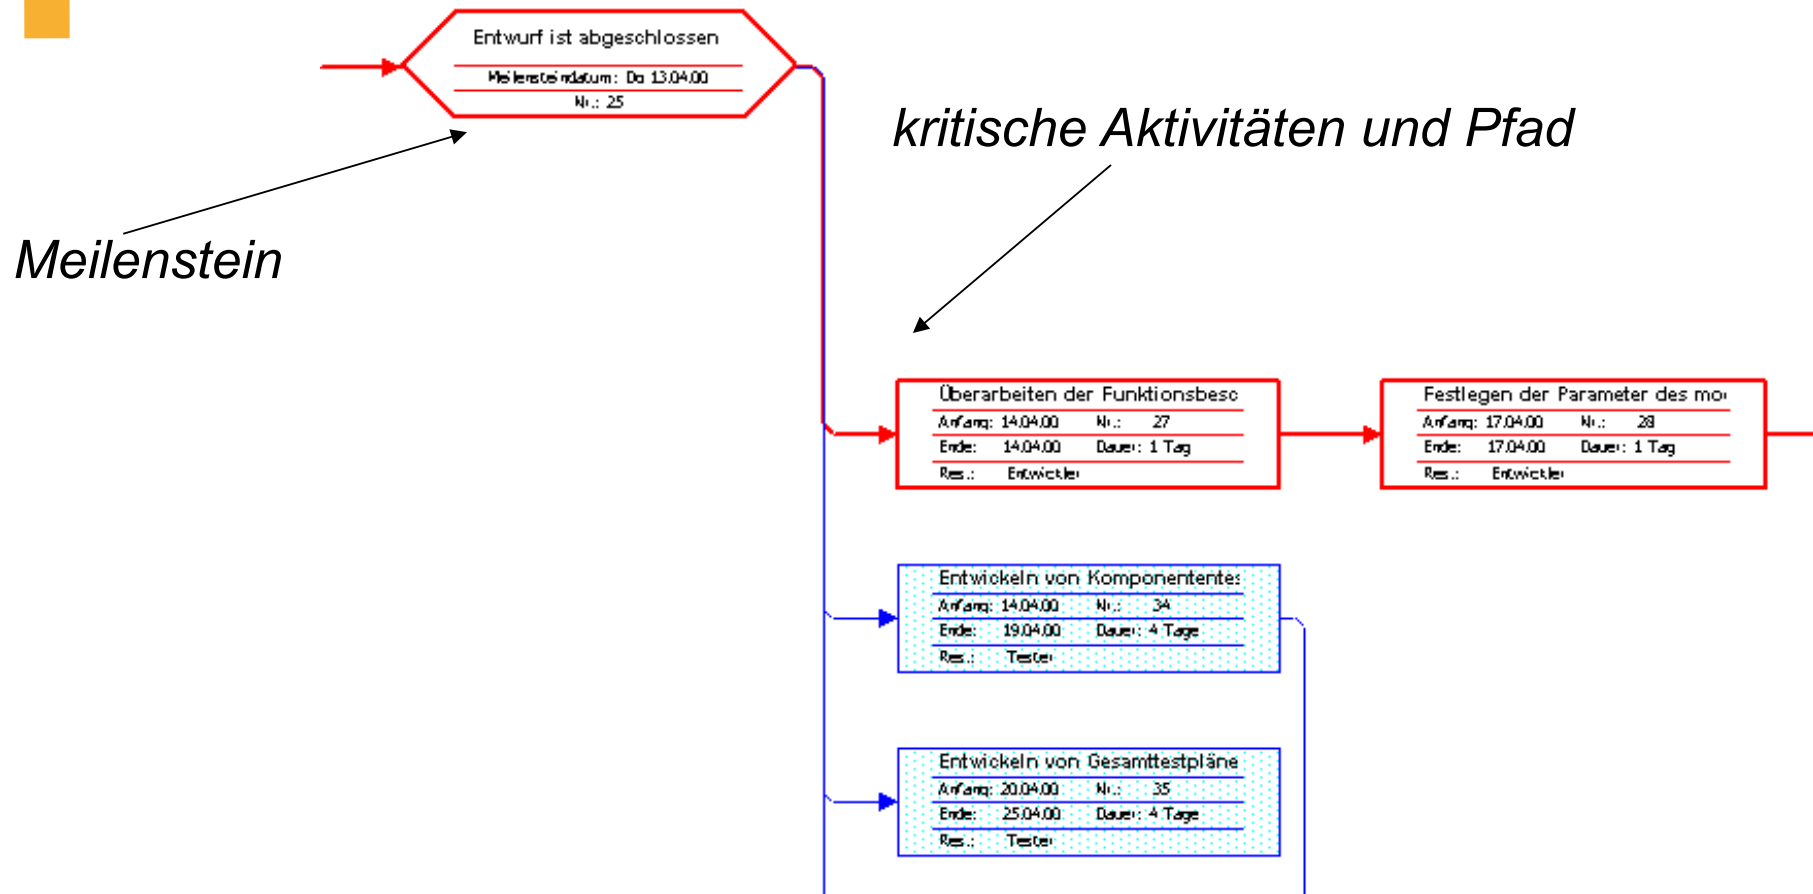 Entwurf ist abgeschlossen
Meilensteindatum: Do 13.04.00
Nr.: 25
kritische Aktivitäten und Pfad
Meilenstein
Überarbeiten der Funktionsbesc
Anfang: 14.04.00 Nr.: 27
Ende: 14.04.00 Dauer: 1 Tag
Res.: Entwickler
Festlegen der Parameter des mo
Anfang: 17.04.00 Nr.: 28
Ende: 17.04.00 Dauer: 1 Tag
Res.: Entwickler
Entwickeln von Komponententes
Anfang: 14.04.00 Nr.: 34
Ende: 19.04.00 Dauer: 4 Tage
Res.: Tester
Entwickeln von Gesamttestpläne
Anfang: 20.04.00 Nr.: 35
Ende: 25.04.00 Dauer: 4 Tage
Res.: Tester